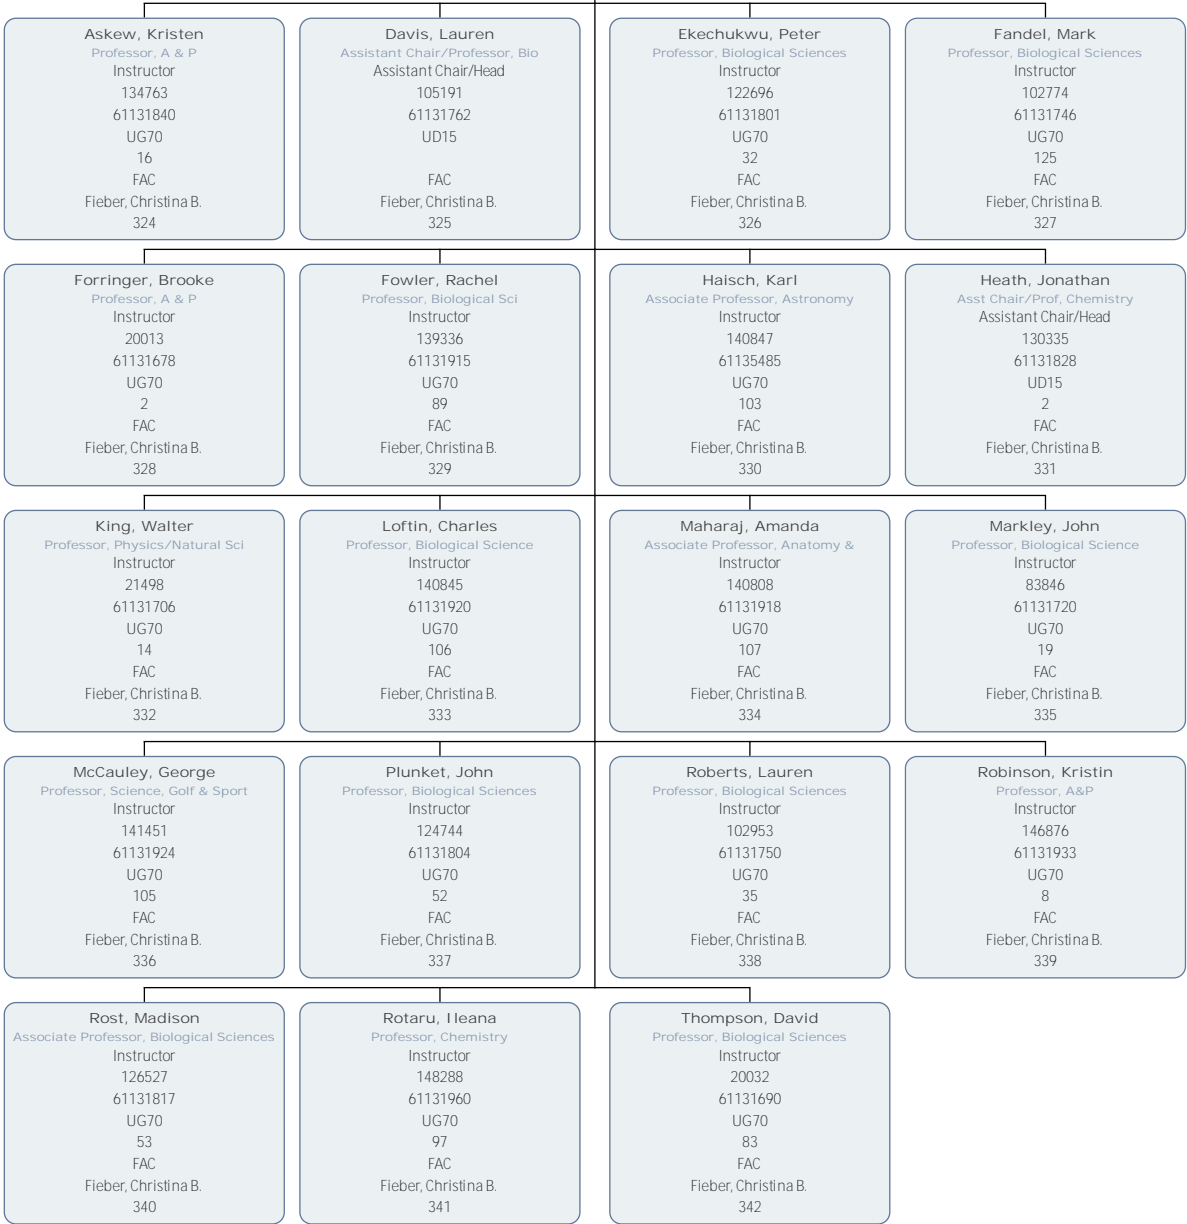 Askew, Kristen
Professor, A & P
Instructor
134763
61131840
UG70
16
FAC
Fieber, Christina B.
324
Davis, Lauren
Assistant Chair/Professor, Bio
Assistant Chair/Head
105191
61131762
UD15
FAC
Fieber, Christina B.
325
Ekechukwu, Peter
Professor, Biological Sciences
Instructor
122696
61131801
UG70
32
FAC
Fieber, Christina B.
326
Fandel, Mark
Professor, Biological Sciences
Instructor
102774
61131746
UG70
125
FAC
Fieber, Christina B.
327
Forringer, Brooke
Professor, A & P
Instructor
20013
61131678
UG70
2
FAC
Fieber, Christina B.
328
Fowler, Rachel
Professor, Biological Sci
Instructor
139336
61131915
UG70
89
FAC
Fieber, Christina B.
329
Haisch, Karl
Associate Professor, Astronomy
Instructor
140847
61135485
UG70
103
FAC
Fieber, Christina B.
330
Heath, Jonathan
Asst Chair/Prof, Chemistry
Assistant Chair/Head
130335
61131828
UD15
2
FAC
Fieber, Christina B.
331
King, Walter
Professor, Physics/Natural Sci
Instructor
21498
61131706
UG70
14
FAC
Fieber, Christina B.
332
Loftin, Charles
Professor, Biological Science
Instructor
140845
61131920
UG70
106
FAC
Fieber, Christina B.
333
Maharaj, Amanda
Associate Professor, Anatomy &
Instructor
140808
61131918
UG70
107
FAC
Fieber, Christina B.
334
Markley, John
Professor, Biological Science
Instructor
83846
61131720
UG70
19
FAC
Fieber, Christina B.
335
McCauley, George
Professor, Science, Golf & Sport
Instructor
141451
61131924
UG70
105
FAC
Fieber, Christina B.
336
Plunket, John
Professor, Biological Sciences
Instructor
124744
61131804
UG70
52
FAC
Fieber, Christina B.
337
Roberts, Lauren
Professor, Biological Sciences
Instructor
102953
61131750
UG70
35
FAC
Fieber, Christina B.
338
Robinson, Kristin
Professor, A&P
Instructor
146876
61131933
UG70
8
FAC
Fieber, Christina B.
339
Rost, Madison
Associate Professor, Biological Sciences
Instructor
126527
61131817
UG70
53
FAC
Fieber, Christina B.
340
Rotaru, Ileana
Professor, Chemistry
Instructor
148288
61131960
UG70
97
FAC
Fieber, Christina B.
341
Thompson, David
Professor, Biological Sciences
Instructor
20032
61131690
UG70
83
FAC
Fieber, Christina B.
342